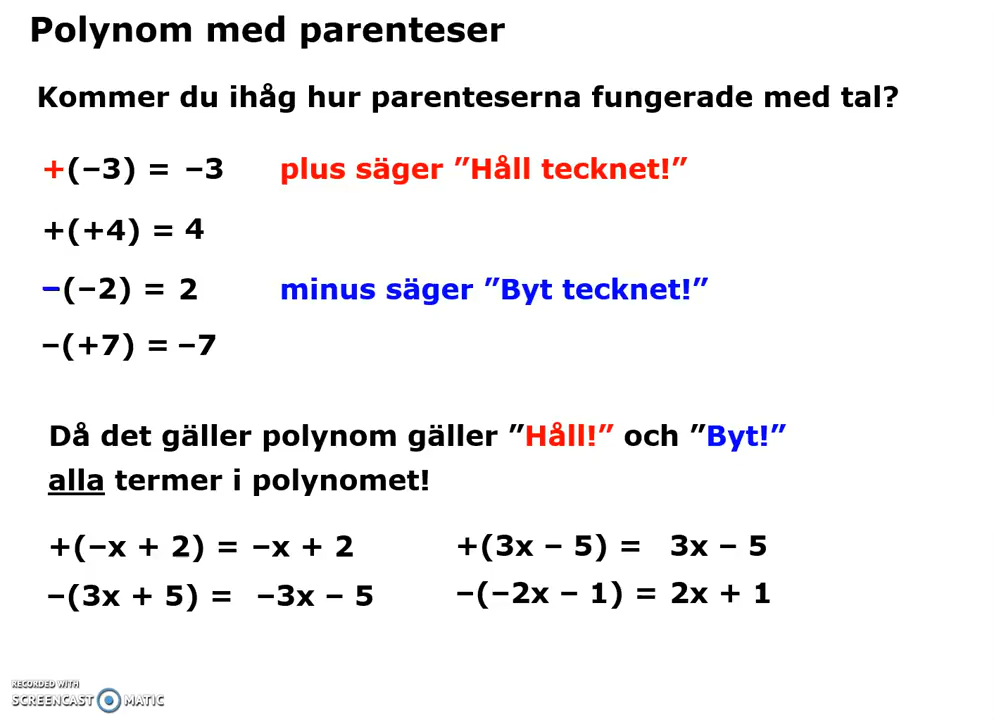 Polynom med parenteser
Kommer du ihåg hur parenteserna fungerade med tal?
+(–3) = –3 plus säger ”Håll tecknet!”
+(+4) = 4
–(–2) = 2 minus säger ”Byt tecknet!”
–(+7) = –7
Då det gäller polynom gäller ”Håll!” och ”Byt!”
alla termer i polynomet!
+(–x + 2) = –x + 2 +(3x – 5) = 3x – 5
–(3x + 5) = –3x – 5 –(–2x – 1) = 2x + 1
RECORDED WITH
SCREENCAST MATIC